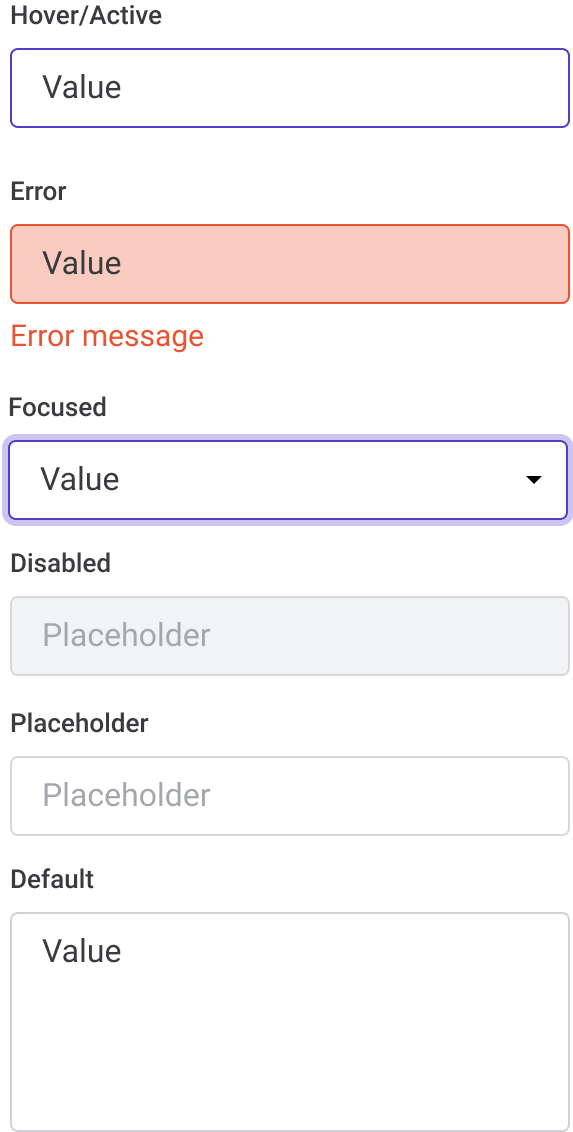 Hover/Active
Value
Error
Value
Error message
Focused
Value
Disabled
Placeholder
Placeholder
Placeholder
Default
Value